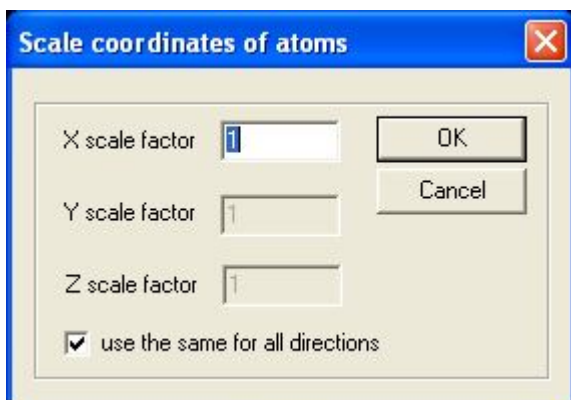 Scale coordinates of atoms
X scale factor 1 OK
Cancel
Y scale factor 1
Z scale factor 1
use the same for all directions